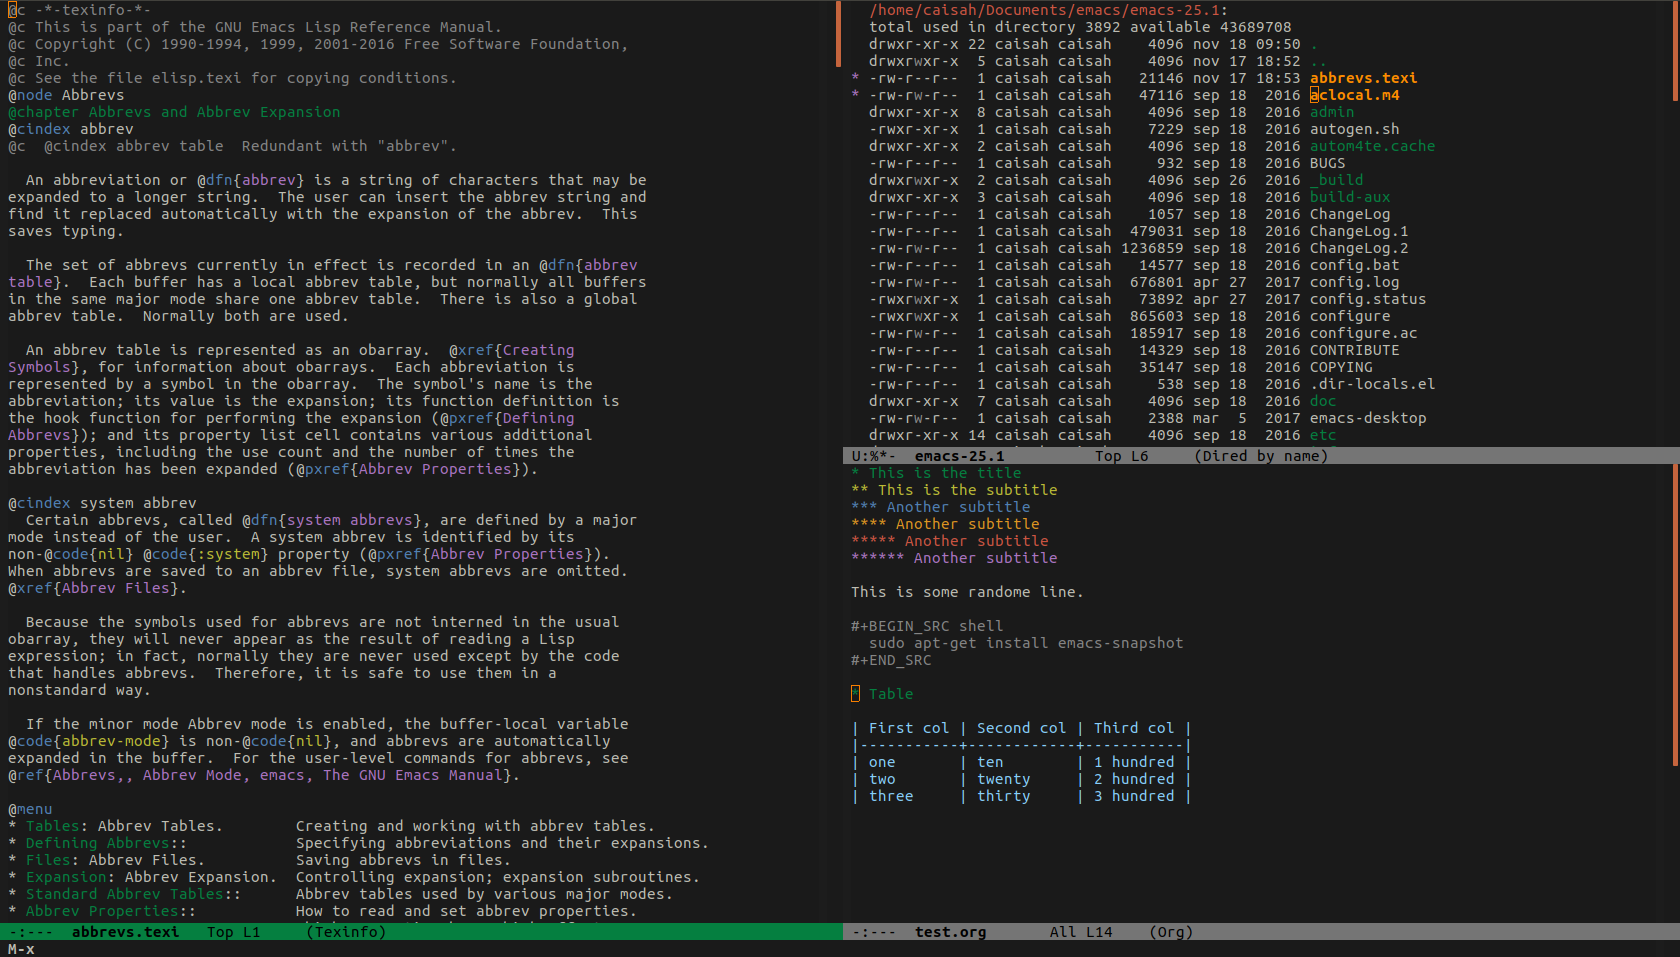 @c -*-texinfo-*-
@c This is part of the GNU Emacs Lisp Reference Manual.
@c Copyright (C) 1990-1994, 1999, 2001-2016 Free Software Foundation,
@c Inc.
@c See the file elisp.texi for copying conditions.
@node Abbrevs
@chapter Abbrevs and Abbrev Expansion
@cindex abbrev
@c  @cindex abbrev table  Redundant with "abbrev".

  An abbreviation or @dfn{abbrev} is a string of characters that may be
expanded to a longer string.  The user can insert the abbrev string and
find it replaced automatically with the expansion of the abbrev.  This
saves typing.

  The set of abbrevs currently in effect is recorded in an @dfn{abbrev
table}.  Each buffer has a local abbrev table, but normally all buffers
in the same major mode share one abbrev table.  There is also a global
abbrev table.  Normally both are used.

  An abbrev table is represented as an obarray.  @xref{Creating
Symbols}, for information about obarrays.  Each abbreviation is
represented by a symbol in the obarray.  The symbol's name is the
abbreviation; its value is the expansion; its function definition is
the hook function for performing the expansion (@pxref{Defining
Abbrevs}); and its property list cell contains various additional
properties, including the use count and the number of times the
abbreviation has been expanded (@pxref{Abbrev Properties}).

@cindex system abbrev
  Certain abbrevs, called @dfn{system abbrevs}, are defined by a major
mode instead of the user.  A system abbrev is identified by its
non-@code{nil} @code{:system} property (@pxref{Abbrev Properties}).
When abbrevs are saved to an abbrev file, system abbrevs are omitted.
@xref{Abbrev Files}.

  Because the symbols used for abbrevs are not interned in the usual
obarray, they will never appear as the result of reading a Lisp
expression; in fact, normally they are never used except by the code
that handles abbrevs.  Therefore, it is safe to use them in a
nonstandard way.

  If the minor mode Abbrev mode is enabled, the buffer-local variable
@code{abbrev-mode} is non-@code{nil}, and abbrevs are automatically
expanded in the buffer.  For the user-level commands for abbrevs, see
@ref{Abbrevs,, Abbrev Mode, emacs, The GNU Emacs Manual}.

@menu
* Tables: Abbrev Tables.        Creating and working with abbrev tables.
* Defining Abbrevs::            Specifying abbreviations and their expansions.
* Files: Abbrev Files.          Saving abbrevs in files.
* Expansion: Abbrev Expansion.  Controlling expansion; expansion subroutines.
* Standard Abbrev Tables::      Abbrev tables used by various major modes.
* Abbrev Properties::           How to read and set abbrev properties.
-:---  abbrevs.texi   Top L1     (Texinfo)
M-x
  /home/caisah/Documents/emacs/emacs-25.1:
  total used in directory 3892 available 43689708
  drwxr-xr-x 22 caisah caisah    4096 nov 18 09:50 .
  drwxrwxr-x  5 caisah caisah    4096 nov 17 18:52 ..
* -rw-r--r--  1 caisah caisah   21146 nov 17 18:53 abbrevs.texi
* -rw-rw-r--  1 caisah caisah   47116 sep 18  2016 aclocal.m4
  drwxr-xr-x  8 caisah caisah    4096 sep 18  2016 admin
  -rwxr-xr-x  1 caisah caisah    7229 sep 18  2016 autogen.sh
  drwxr-xr-x  2 caisah caisah    4096 sep 18  2016 autom4te.cache
  -rw-r--r--  1 caisah caisah     932 sep 18  2016 BUGS
  drwxrwxr-x  2 caisah caisah    4096 sep 26  2016 _build
  drwxr-xr-x  3 caisah caisah    4096 sep 18  2016 build-aux
  -rw-r--r--  1 caisah caisah    1057 sep 18  2016 ChangeLog
  -rw-r--r--  1 caisah caisah  479031 sep 18  2016 ChangeLog.1
  -rw-rw-r--  1 caisah caisah 1236859 sep 18  2016 ChangeLog.2
  -rw-r--r--  1 caisah caisah   14577 sep 18  2016 config.bat
  -rw-rw-r--  1 caisah caisah  676801 apr 27  2017 config.log
  -rwxrwxr-x  1 caisah caisah   73892 apr 27  2017 config.status
  -rwxrwxr-x  1 caisah caisah  865603 sep 18  2016 configure
  -rw-rw-r--  1 caisah caisah  185917 sep 18  2016 configure.ac
  -rw-r--r--  1 caisah caisah   14329 sep 18  2016 CONTRIBUTE
  -rw-r--r--  1 caisah caisah   35147 sep 18  2016 COPYING
  -rw-r--r--  1 caisah caisah     538 sep 18  2016 .dir-locals.el
  drwxr-xr-x  7 caisah caisah    4096 sep 18  2016 doc
  -rw-rw-r--  1 caisah caisah    2388 mar  5  2017 emacs-desktop
  drwxr-xr-x 14 caisah caisah    4096 sep 18  2016 etc
U:%*-  emacs-25.1          Top L6     (Dired by name)
* This is the title
** This is the subtitle
*** Another subtitle
**** Another subtitle
***** Another subtitle
****** Another subtitle

This is some randome line.

#+BEGIN_SRC shell
  sudo apt-get install emacs-snapshot
#+END_SRC

* Table

| First col | Second col | Third col |
|-----------+------------+-----------|
| one       | ten        | 1 hundred |
| two       | twenty     | 2 hundred |
| three     | thirty     | 3 hundred |
-:---  test.org       All L14    (Org)